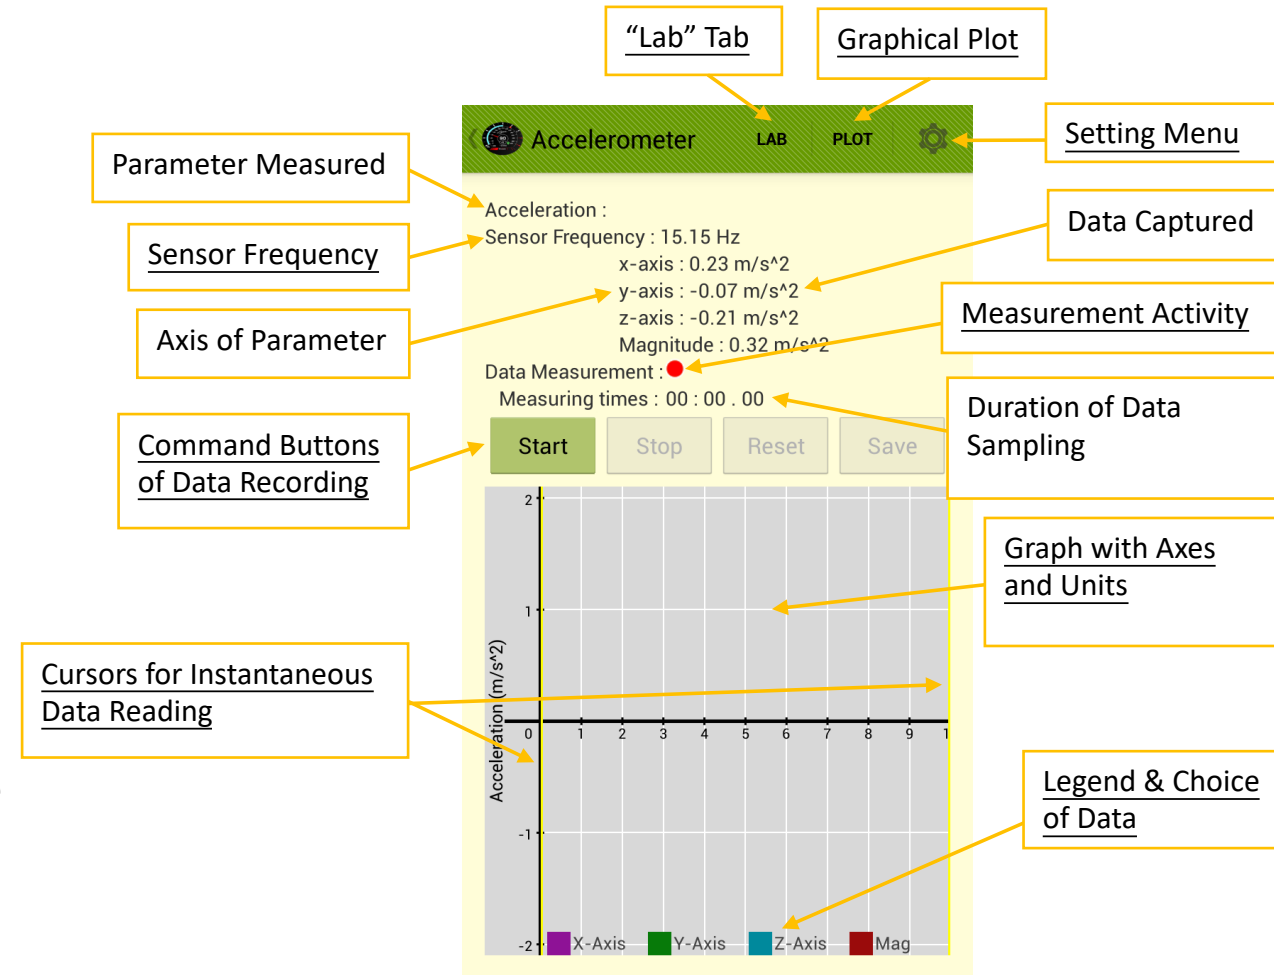 “Lab” Tab
Graphical Plot
Accelerometer
LAB
PLOT
Setting Menu
Parameter Measured
Acceleration :
Data Captured
Sensor Frequency
Sensor Frequency : 15.15 Hz
x-axis : 0.23 m/s^2
y-axis : -0.07 m/s^2
z-axis : -0.21 m/s^2
Magnitude : 0.32 m/s^2
Axis of Parameter
Measurement Activity
Data Measurement :
Measuring times : 00 : 00 . 00
Duration of Data
Sampling
Command Buttons
of Data Recording
Start
Stop
Reset
Save
Graph with Axes
and Units
Cursors for Instantaneous
Data Reading
Acceleration (m/s^2)
2
1
0 1 2 3 4 5 6 7 8 9 1
-1
-2
Legend & Choice
of Data
X-Axis
Y-Axis
Z-Axis
Mag